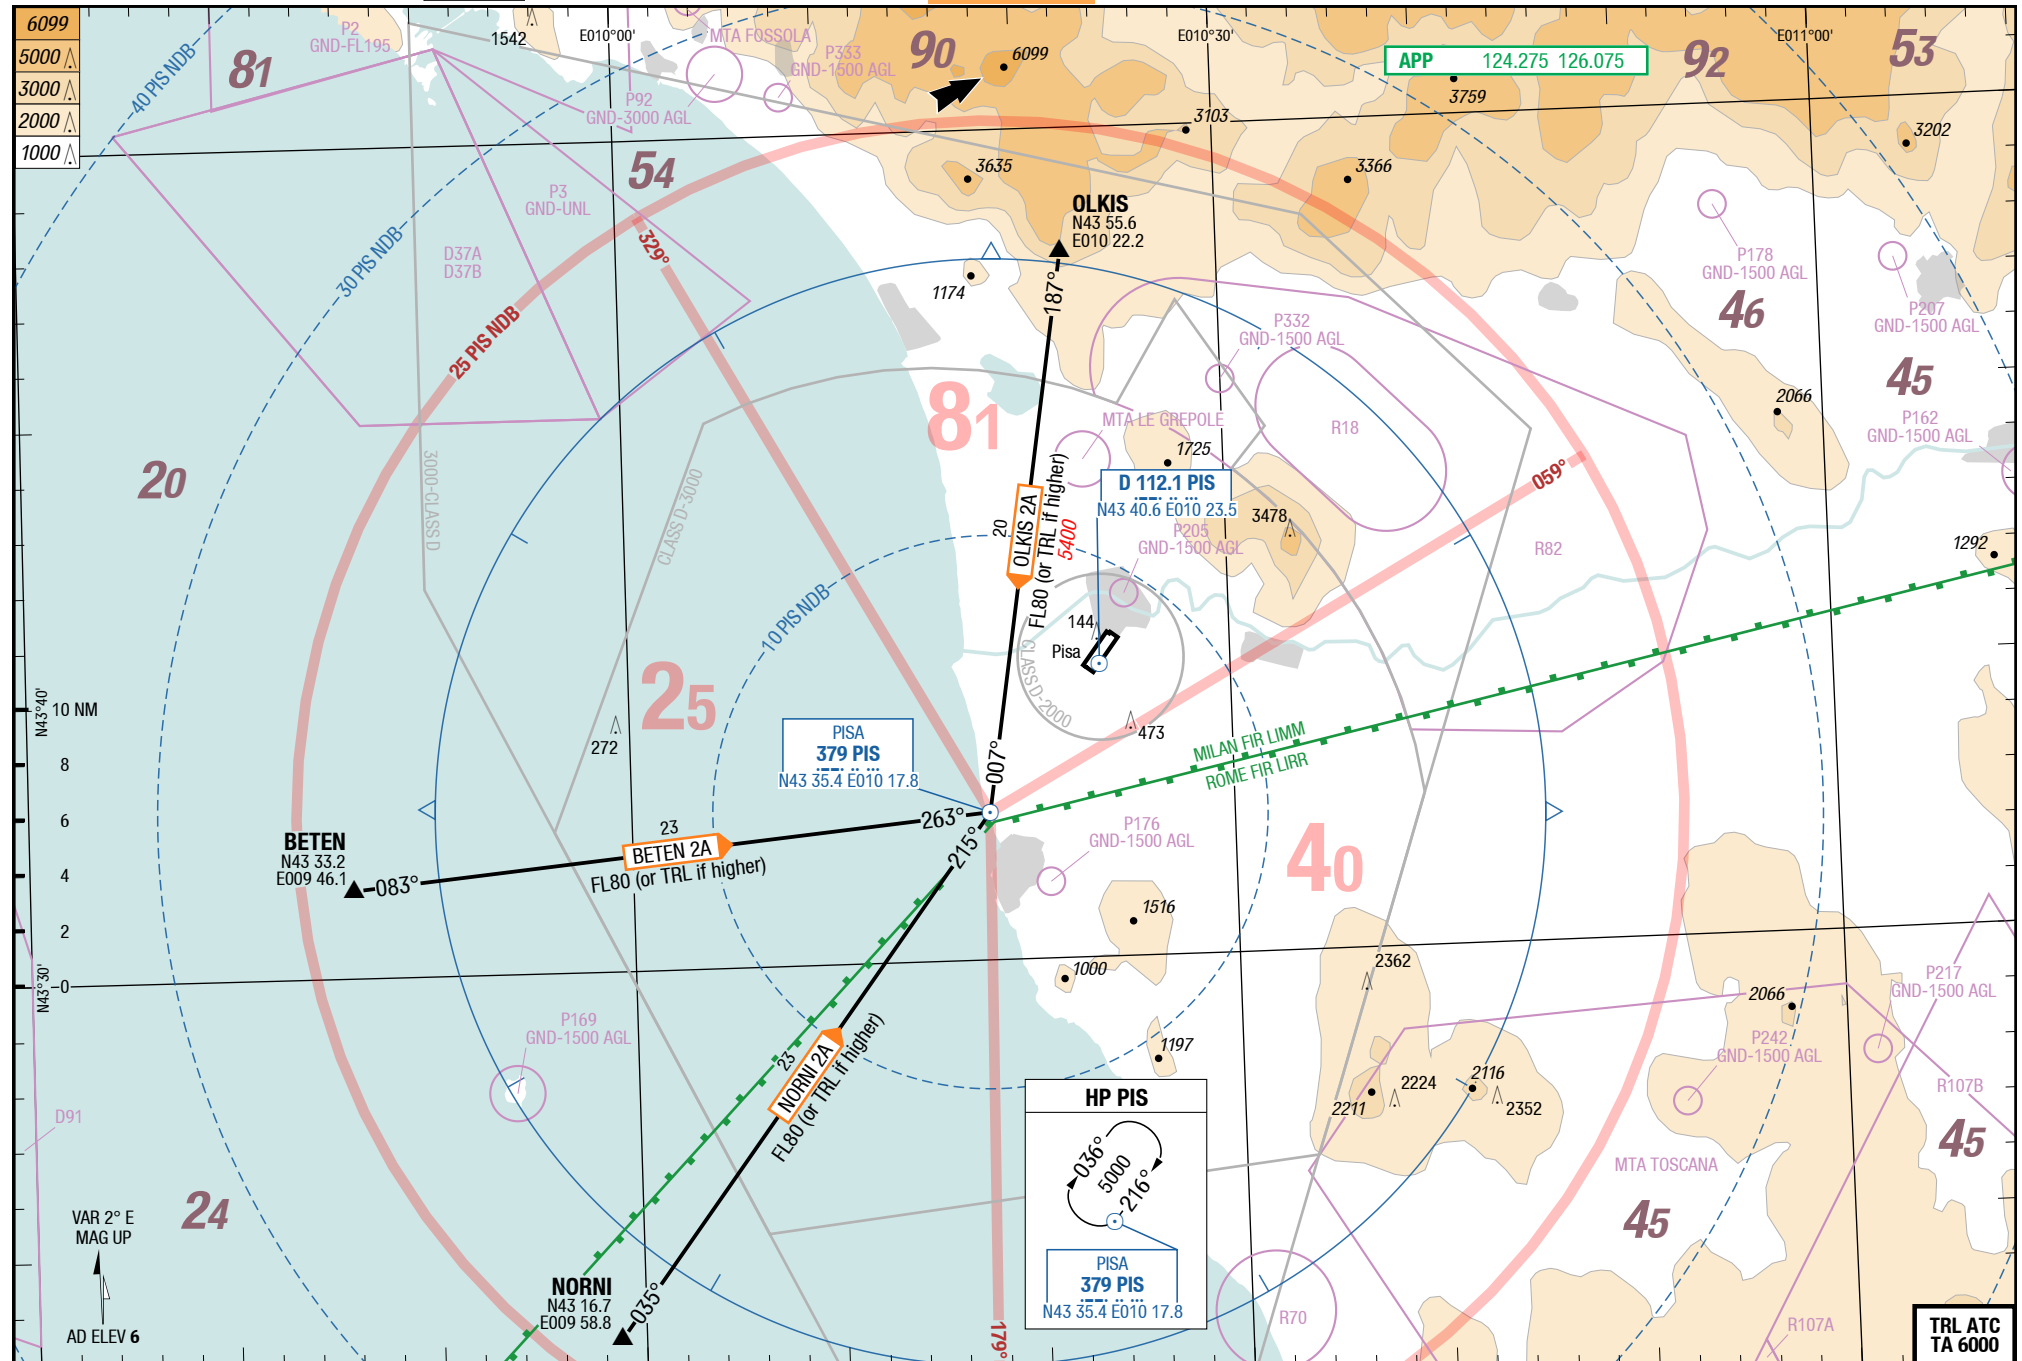 6099
5000
3000
2000
1000
40 PIS NDB
81
P2
GND-FL195
1542
E010°00'
MTA FOSSOLA
P333
GND-1500 AGL
90
6099
E010°30'
APP 124.275 126.075
3759
92
E011°00'
53
P92
GND-3000 AGL
3103
3202
54
3635
3366
P3
GND-UNL
OLKIS
N43 55.6
E010 22.2
D37A
D37B
30 PIS NDB
329°
1174
187°
P178
GND-1500 AGL
46
P207
GND-1500 AGL
25 PIS NDB
P332
GND-1500 AGL
45
81
MTA LE GREPOLE
R18
2066
P162
GND-1500 AGL
20
3000-CLASS D
CLASS D-3000
1725
D 112.1 PIS
N43 40.6 E010 23.5
059°
20
OLKIS 2A
FL80 (or TRL if higher)
5400
3478
P205
GND-1500 AGL
R82
1292
10 PIS NDB
144
Pisa
CLASS D-2000
25
272
473
N43°40'
10 NM
8
6
4
2
0
N43°30'
PISA
379 PIS
N43 35.4 E010 17.8
007°
MILAN FIR LIMM
ROME FIR LIRR
BETEN
N43 33.2
E009 46.1
083°
23
BETEN 2A
FL80 (or TRL if higher)
263°
215°
P176
GND-1500 AGL
40
1516
1000
2362
2066
P217
GND-1500 AGL
P169
GND-1500 AGL
23
NORNI 2A
FL80 (or TRL if higher)
1197
P242
GND-1500 AGL
2211
2224
2116
2352
R107B
D91
HP PIS
036°
5000
216°
PISA
379 PIS
N43 35.4 E010 17.8
45
MTA TOSCANA
45
24
VAR 2° E
MAG UP
AD ELEV 6
NORNI
N43 16.7
E009 58.8
035°
179°
R70
R107A
TRL ATC
TA 6000